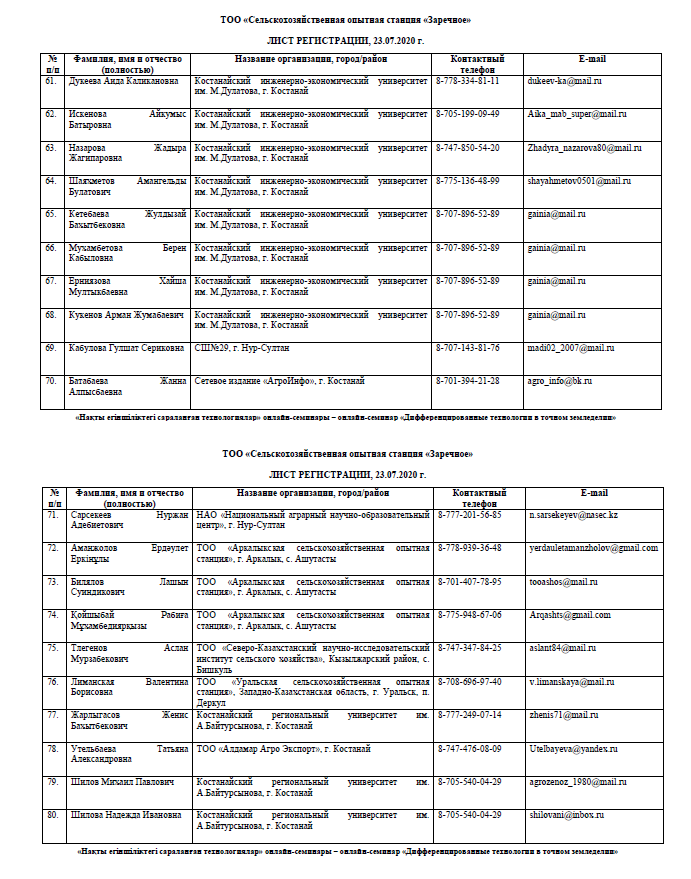 ТОО «Сельскохозяйственная опытная станция «Заречное»
ЛИСТ РЕГИСТРАЦИИ, 23.07.2020 г.
№ п/п Фамилия, имя и отчество (полностью) Название организации, город/район Контактный телефон E-mail
61. Дукеева Аида Каликановна Костанайский инженерно-экономический университет им. М.Дулатова, г. Костанай 8-778-334-81-11 dukeev-ka@mail.ru
62. Искенова Айкумыс Батыровна Костанайский инженерно-экономический университет им. М.Дулатова, г. Костанай 8-705-199-09-49 Aika_mab_super@mail.ru
63. Назарова Жадыра Жагипаровна Костанайский инженерно-экономический университет им. М.Дулатова, г. Костанай 8-747-850-54-20 Zhadyra_nazarova80@mail.ru
64. Шаяхметов Амангельды Булатович Костанайский инженерно-экономический университет им. М.Дулатова, г. Костанай 8-775-136-48-99 shayahmetov0501@mail.ru
65. Кетебаева Жулдызай Бахытбековна Костанайский инженерно-экономический университет им. М.Дулатова, г. Костанай 8-707-896-52-89 gainia@mail.ru
66. Мухамбетова Берен Кабыловна Костанайский инженерно-экономический университет им. М.Дулатова, г. Костанай 8-707-896-52-89 gainia@mail.ru
67. Ерниязова Хайша Мултыкбаевна Костанайский инженерно-экономический университет им. М.Дулатова, г. Костанай 8-707-896-52-89 gainia@mail.ru
68. Кукенов Арман Жумабаевич Костанайский инженерно-экономический университет им. М.Дулатова, г. Костанай 8-707-896-52-89 gainia@mail.ru
69. Кабулова Гулшат Сериковна СШ№29, г. Нур-Султан 8-707-143-81-76 madi02_2007@mail.ru
70. Батабаева Жанна Алпысбаевна Сетевое издание «АгроИнфо», г. Костанай 8-701-394-21-28 agro_info@bk.ru
«Нақты егіншіліктегі сараланған технологиялар» онлайн-семинары – онлайн-семинар «Дифференцированные технологии в точном земледелии»
ТОО «Сельскохозяйственная опытная станция «Заречное»
ЛИСТ РЕГИСТРАЦИИ, 23.07.2020 г.
№ п/п Фамилия, имя и отчество (полностью) Название организации, город/район Контактный телефон E-mail
71. Сарсекеев Нуржан Адебиетович НАО «Национальный аграрный научно-образовательный центр», г. Нур-Султан 8-777-201-56-85 n.sarsekeyev@nasec.kz
72. Аманжолов Ердәулет Еркінұлы ТОО «Аркалыкская сельскохозяйственная опытная станция», г. Аркалык, с. Ашутасты 8-778-939-36-48 yerdauletamanzholov@gmail.com
73. Билялов Лашын Суиндикович ТОО «Аркалыкская сельскохозяйственная опытная станция», г. Аркалык, с. Ашутасты 8-701-407-78-95 tooashos@mail.ru
74. Қойшыбай Рабиға Мұхамбедиярқызы ТОО «Аркалыкская сельскохозяйственная опытная станция», г. Аркалык, с. Ашутасты 8-775-948-67-06 Arqashts@gmail.com
75. Тлегенов Аслан Мурзабекович ТОО «Северо-Казахстанский научно-исследовательский институт сельского хозяйства», Кызылжарский район, с. Бишкуль 8-747-347-84-25 aslant84@mail.ru
76. Лиманская Валентина Борисовна ТОО «Уральская сельскохозяйственная опытная станция», Западно-Казахстанская область, г. Уральск, п. Деркул 8-708-696-97-40 v.limanskaya@mail.ru
77. Жарлыгасов Женис Бахытбекович Костанайский региональный университет им. А.Байтурсынова, г. Костанай 8-777-249-07-14 zhenis71@mail.ru
78. Утельбаева Татьяна Александровна ТОО «Алдамар Агро Экспорт», г. Костанай 8-747-476-08-09 Utelbayeva@yandex.ru
79. Шилов Михаил Павлович Костанайский региональный университет им. А.Байтурсынова, г. Костанай 8-705-540-04-29 agrozenoz_1980@mail.ru
80. Шилова Надежда Ивановна Костанайский региональный университет им. А.Байтурсынова, г. Костанай 8-705-540-04-29 shilovani@inbox.ru
«Нақты егіншіліктегі сараланған технологиялар» онлайн-семинары – онлайн-семинар «Дифференцированные технологии в точном земледелии»